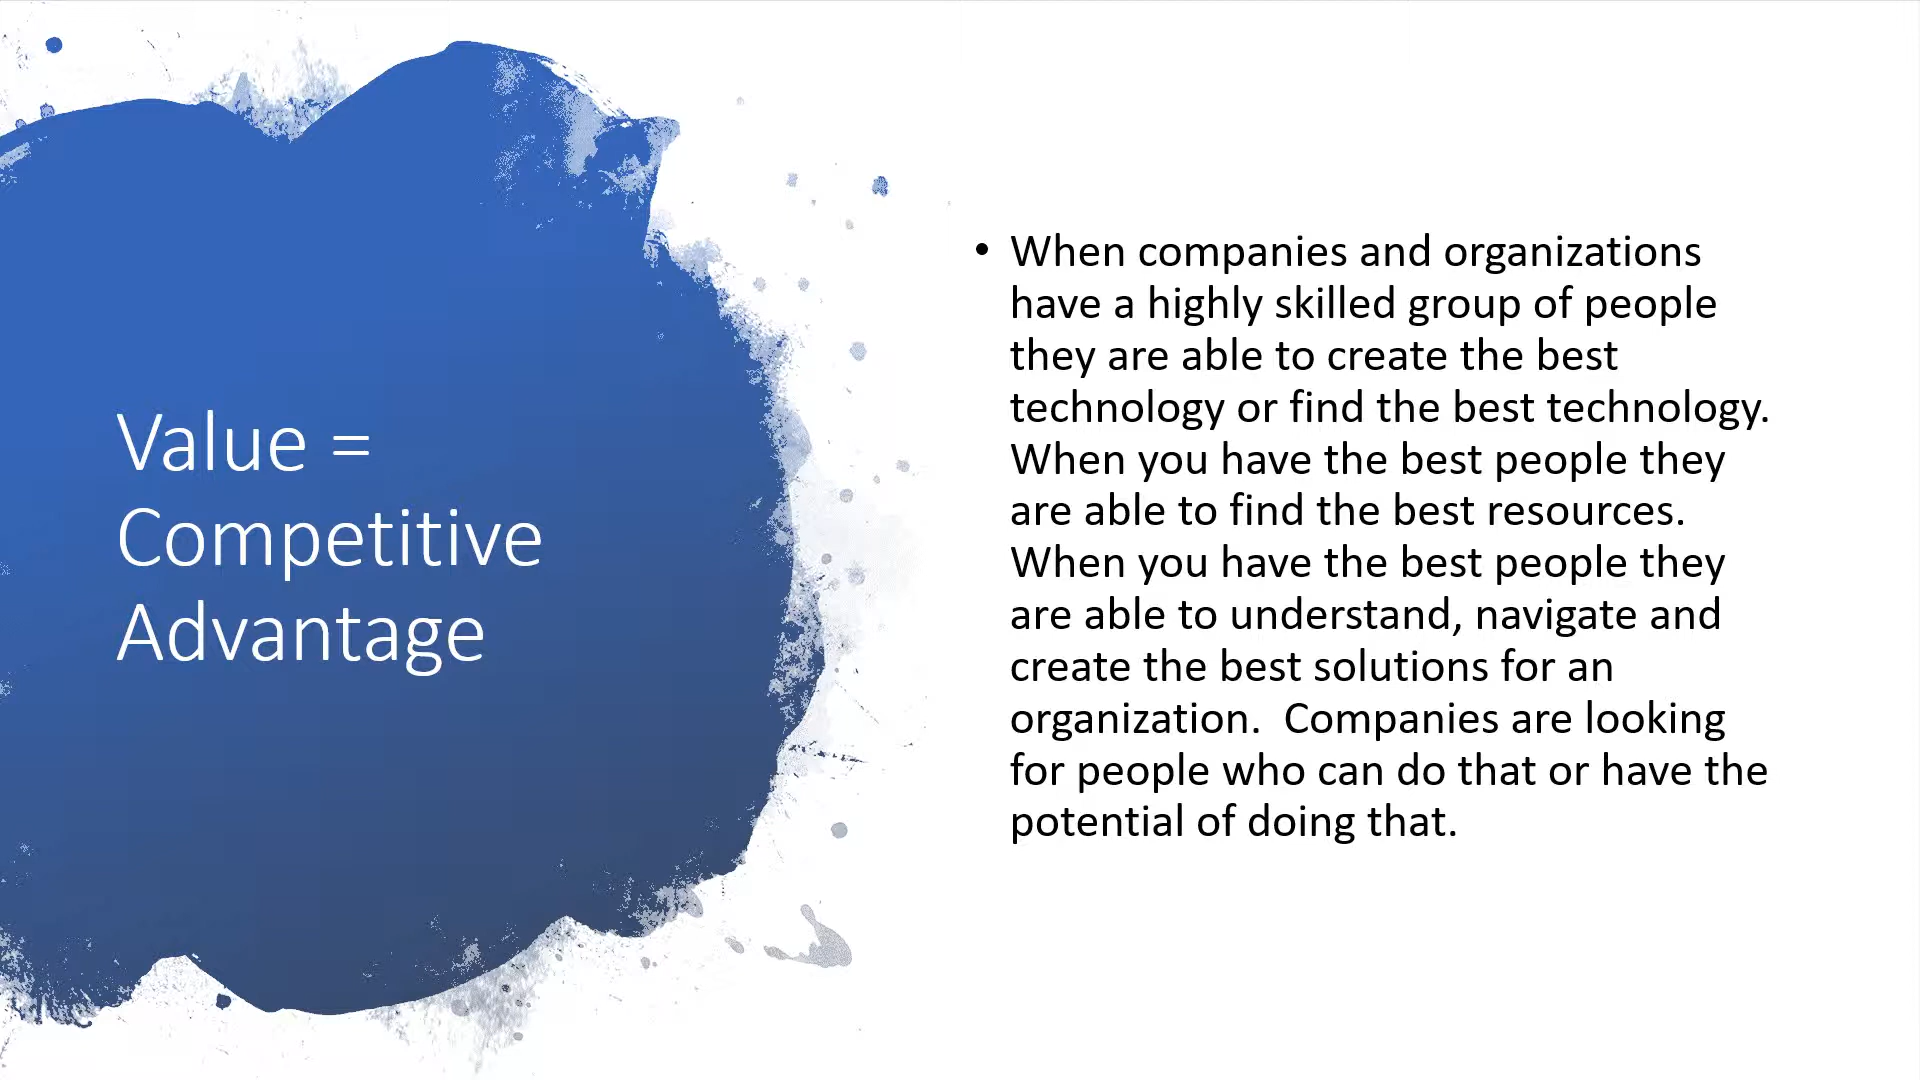 Value =
Competitive
Advantage
• When companies and organizations
have a highly skilled group of people
they are able to create the best
technology or find the best technology.
When you have the best people they
are able to find the best resources.
When you have the best people they
are able to understand, navigate and
create the best solutions for an
organization.  Companies are looking
for people who can do that or have the
potential of doing that.